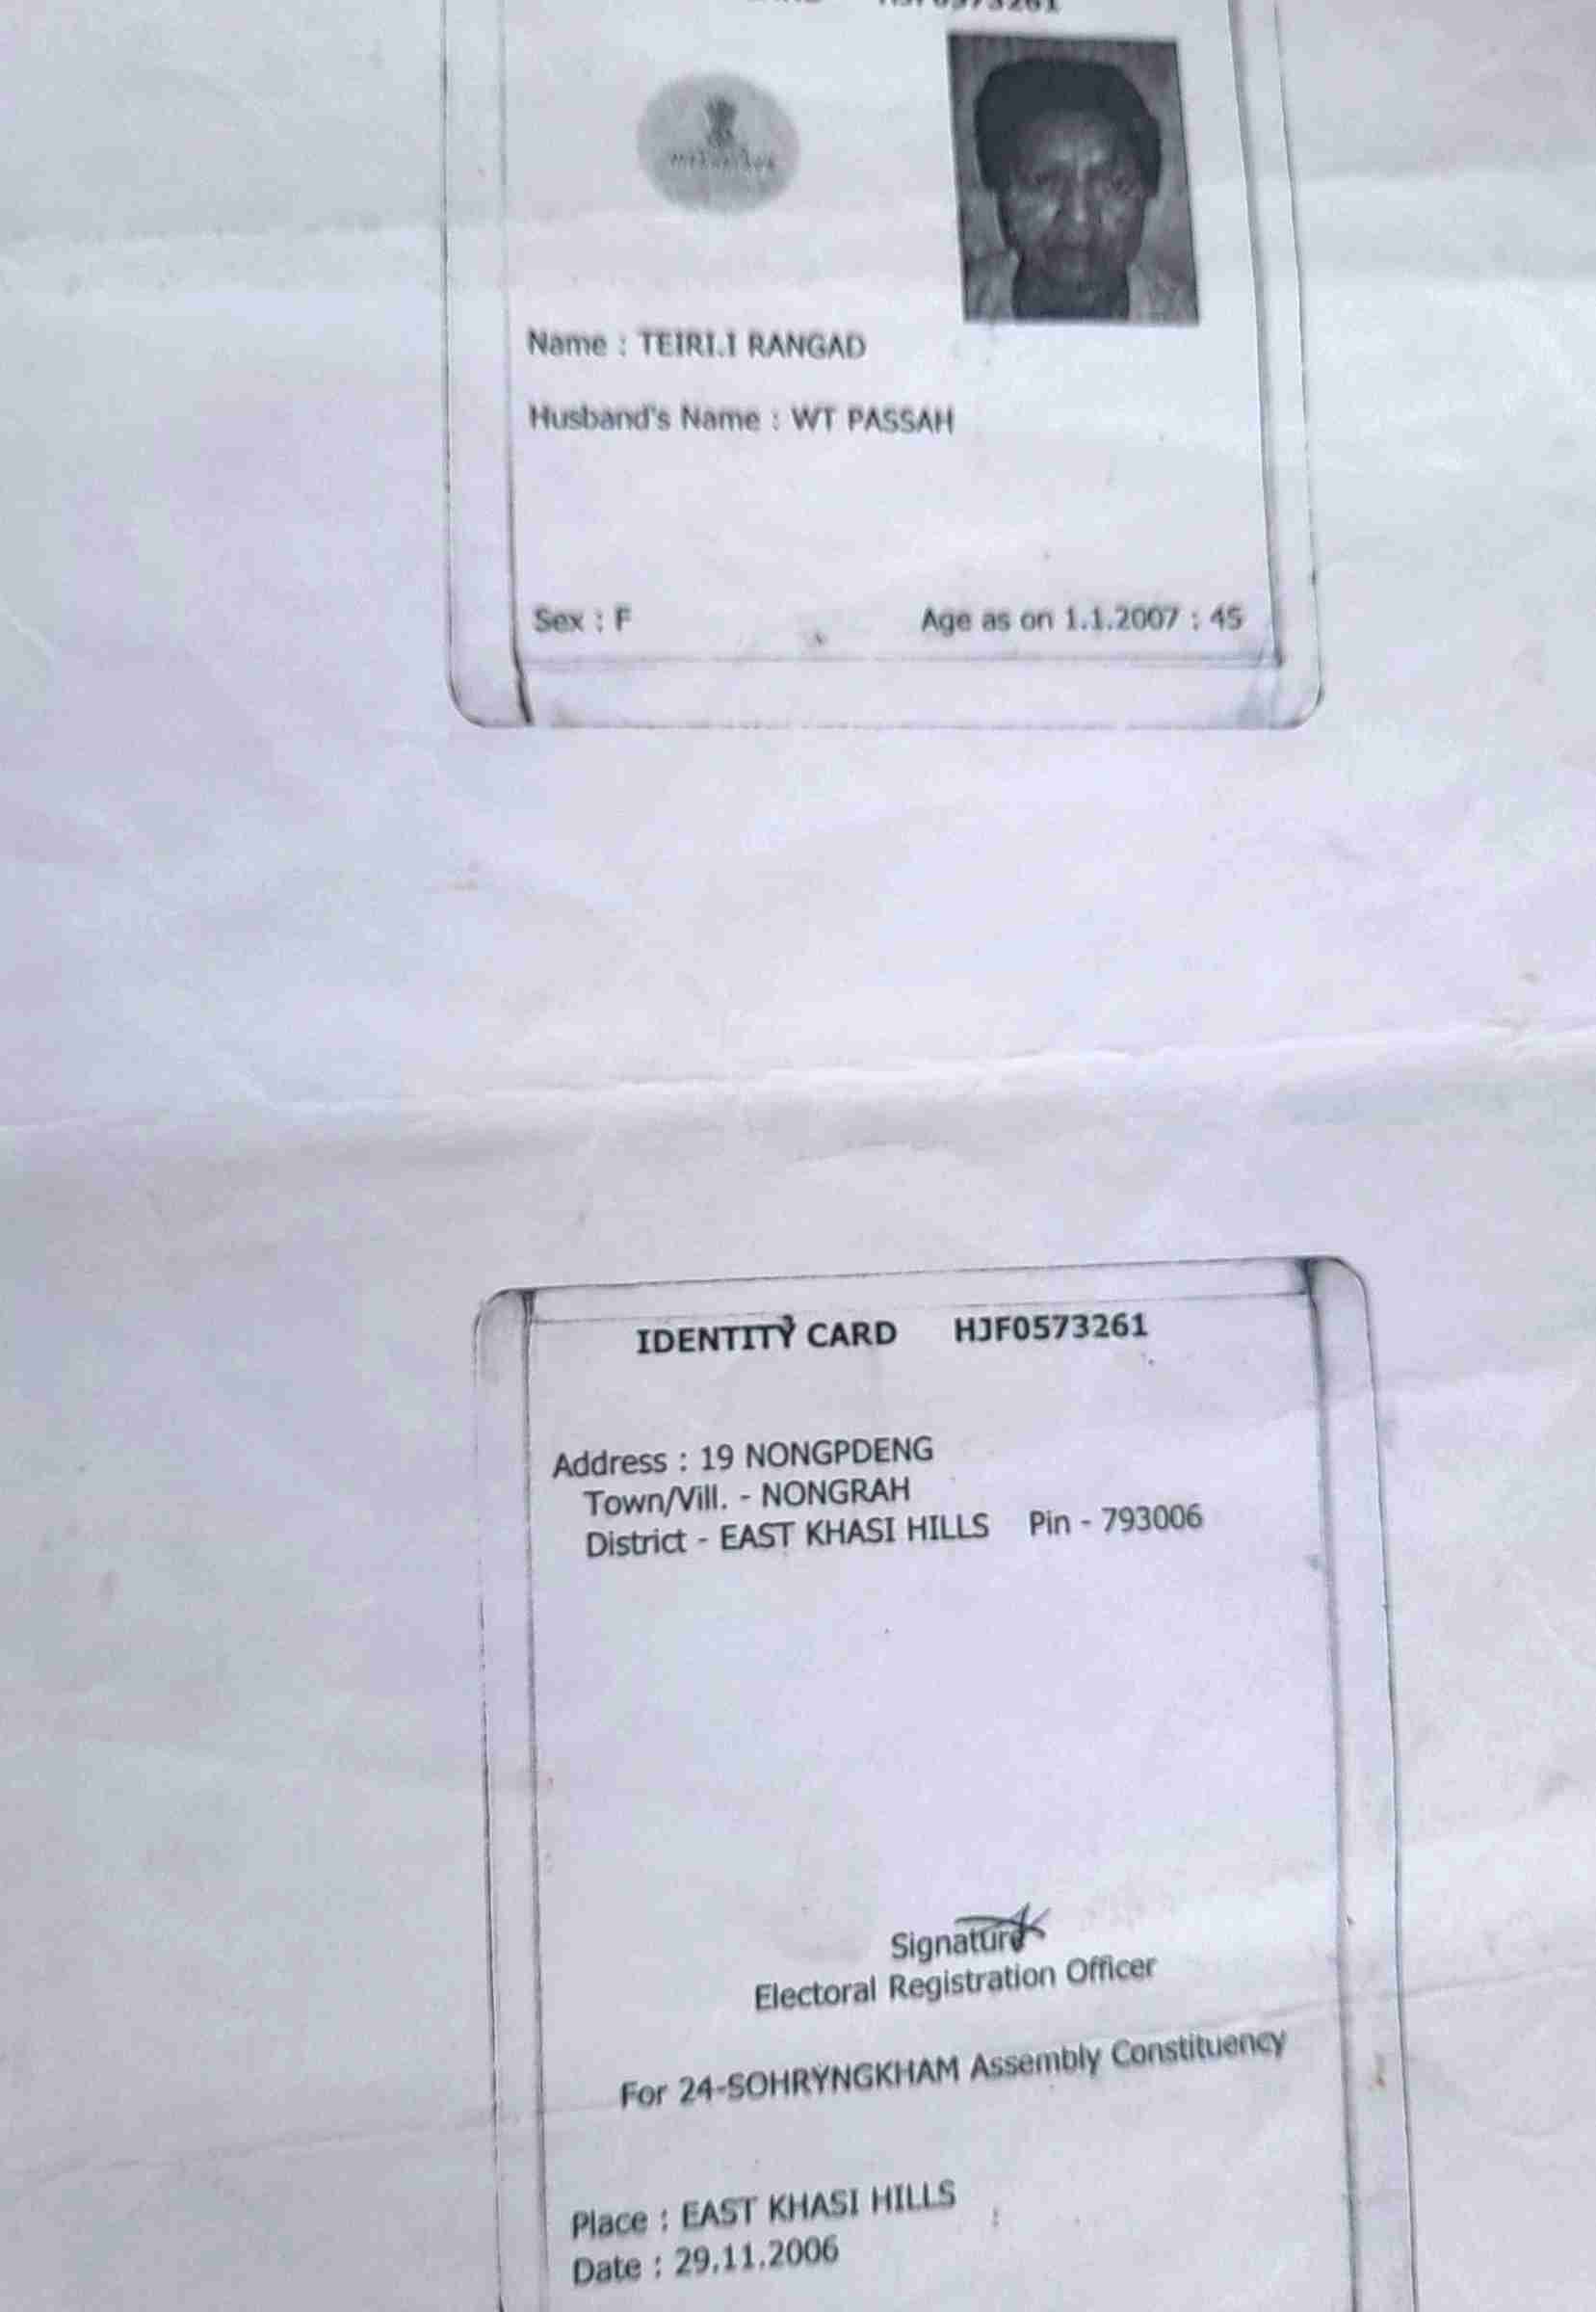 Name : TEIRI.I RANGAD
Husband's Name : WT PASSAH
Sex : F Age as on 1.1.2007 : 45
IDENTITY CARD HJF0573261
Address : 19 NONGPDENG
Town/Vill. - NONGRAH
District - EAST KHASI HILLS Pin - 793006
Signature
Electoral Registration Officer
For 24-SOHRYNGKHAM Assembly Constituency
Place : EAST KHASI HILLS
Date : 29.11.2006